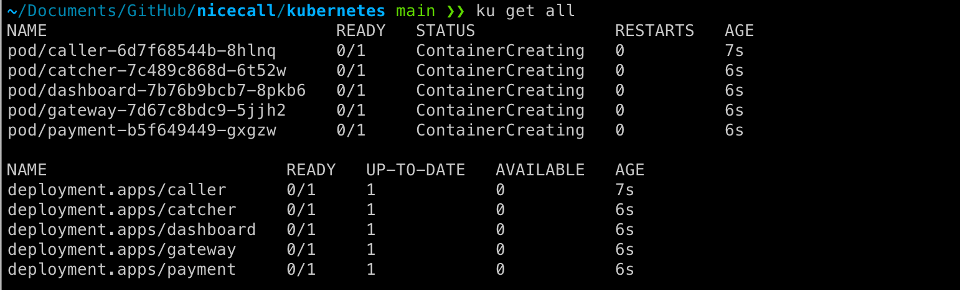 ~/Documents/GitHub/nicecall/kubernetes main ❯❯ ku get all
NAME READY STATUS RESTARTS AGE
pod/caller-6d7f68544b-8hlnq 0/1 ContainerCreating 0 7s
pod/catcher-7c489c868d-6t52w 0/1 ContainerCreating 0 6s
pod/dashboard-7b76b9bcb7-8pkb6 0/1 ContainerCreating 0 6s
pod/gateway-7d67c8bdc9-5jjh2 0/1 ContainerCreating 0 6s
pod/payment-b5f649449-gxgzw 0/1 ContainerCreating 0 6s
NAME READY UP-TO-DATE AVAILABLE AGE
deployment.apps/caller 0/1 1 0 7s
deployment.apps/catcher 0/1 1 0 6s
deployment.apps/dashboard 0/1 1 0 6s
deployment.apps/gateway 0/1 1 0 6s
deployment.apps/payment 0/1 1 0 6s